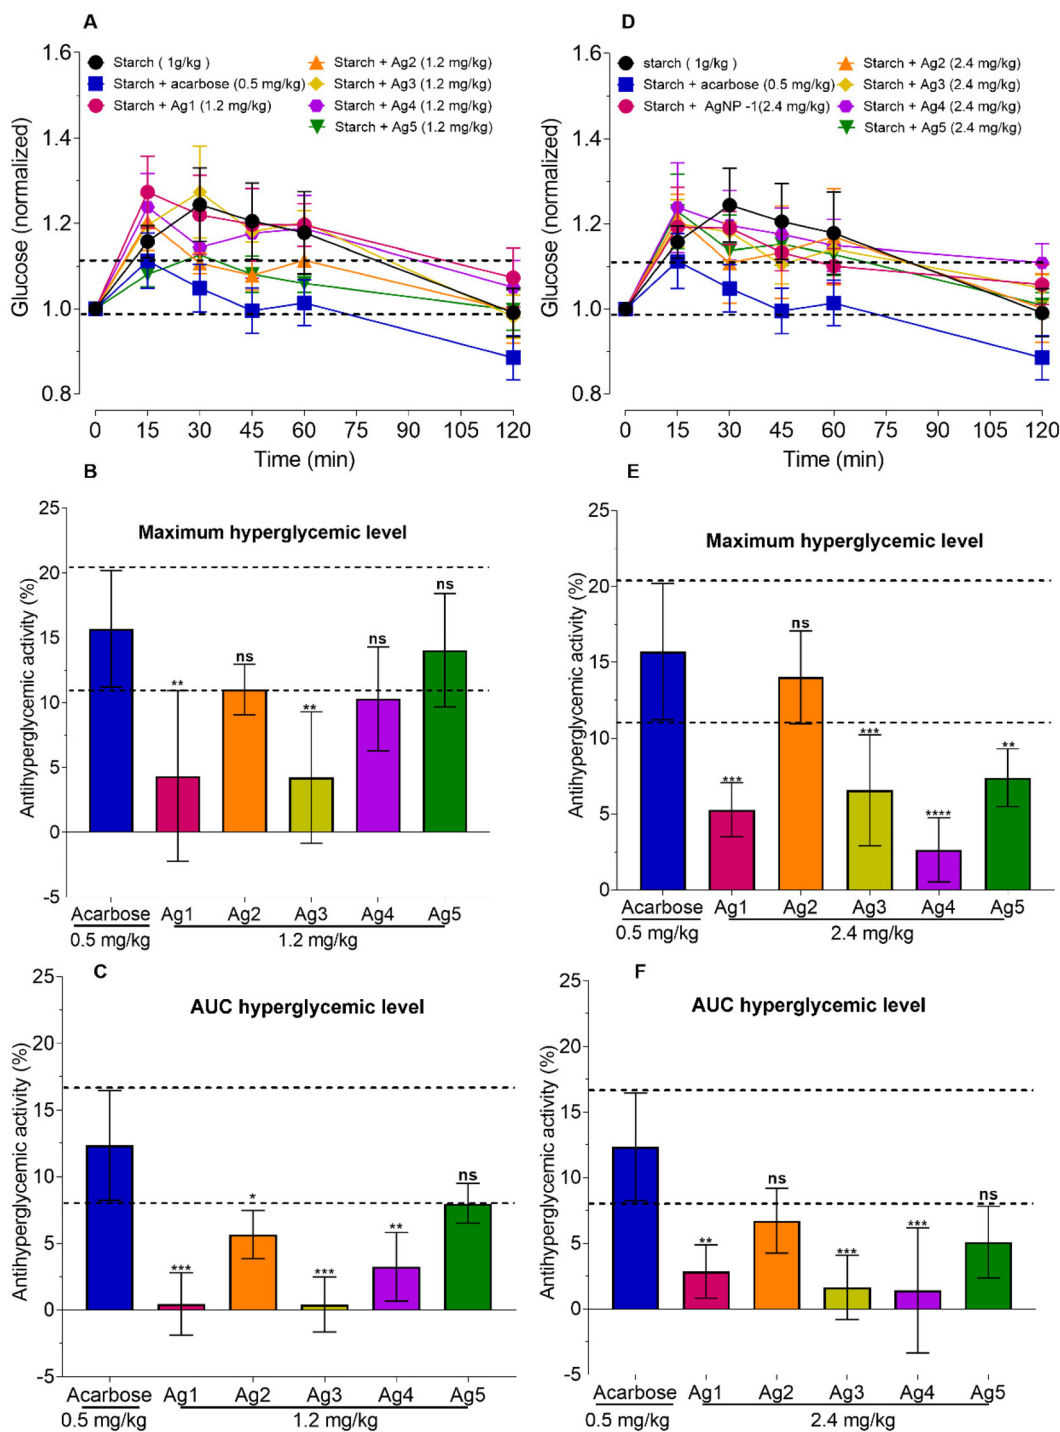 A
1.6
1.4
1.2
1.0
0.8
Glucose (normalized)
Starch ( 1g/kg )
Starch + acarbose (0.5 mg/kg)
Starch + Ag1 (1.2 mg/kg)
Starch + Ag2 (1.2 mg/kg)
Starch + Ag3 (1.2 mg/kg)
Starch + Ag4 (1.2 mg/kg)
Starch + Ag5 (1.2 mg/kg)
0 15 30 45 60 75 90 105 120
Time (min)
D
1.6
1.4
1.2
1.0
0.8
Glucose (normalized)
starch (1g/kg )
Starch + acarbose (0.5 mg/kg)
Starch + AgNP -1(2.4 mg/kg)
Starch + Ag2 (2.4 mg/kg)
Starch + Ag3 (2.4 mg/kg)
Starch + Ag4 (2.4 mg/kg)
Starch + Ag5 (2.4 mg/kg)
0 15 30 45 60 75 90 105 120
Time (min)
B
Maximum hyperglycemic level
25
20
15
10
5
0
-5
Antihyperglycemic activity (%)
** ns ** ns ns
Acarbose Ag1 Ag2 Ag3 Ag4 Ag5
0.5 mg/kg 1.2 mg/kg
E
Maximum hyperglycemic level
25
20
15
10
5
0
Antihyperglycemic activity (%)
*** ns *** **** **
Acarbose Ag1 Ag2 Ag3 Ag4 Ag5
0.5 mg/kg 2.4 mg/kg
C
AUC hyperglycemic level
25
20
15
10
5
0
-5
Antihyperglycemic activity (%)
*** * *** ** ns
Acarbose Ag1 Ag2 Ag3 Ag4 Ag5
0.5 mg/kg 1.2 mg/kg
F
AUC hyperglycemic level
25
20
15
10
5
0
-5
Antihyperglycemic activity (%)
** ns *** *** ns
Acarbose Ag1 Ag2 Ag3 Ag4 Ag5
0.5 mg/kg 2.4 mg/kg